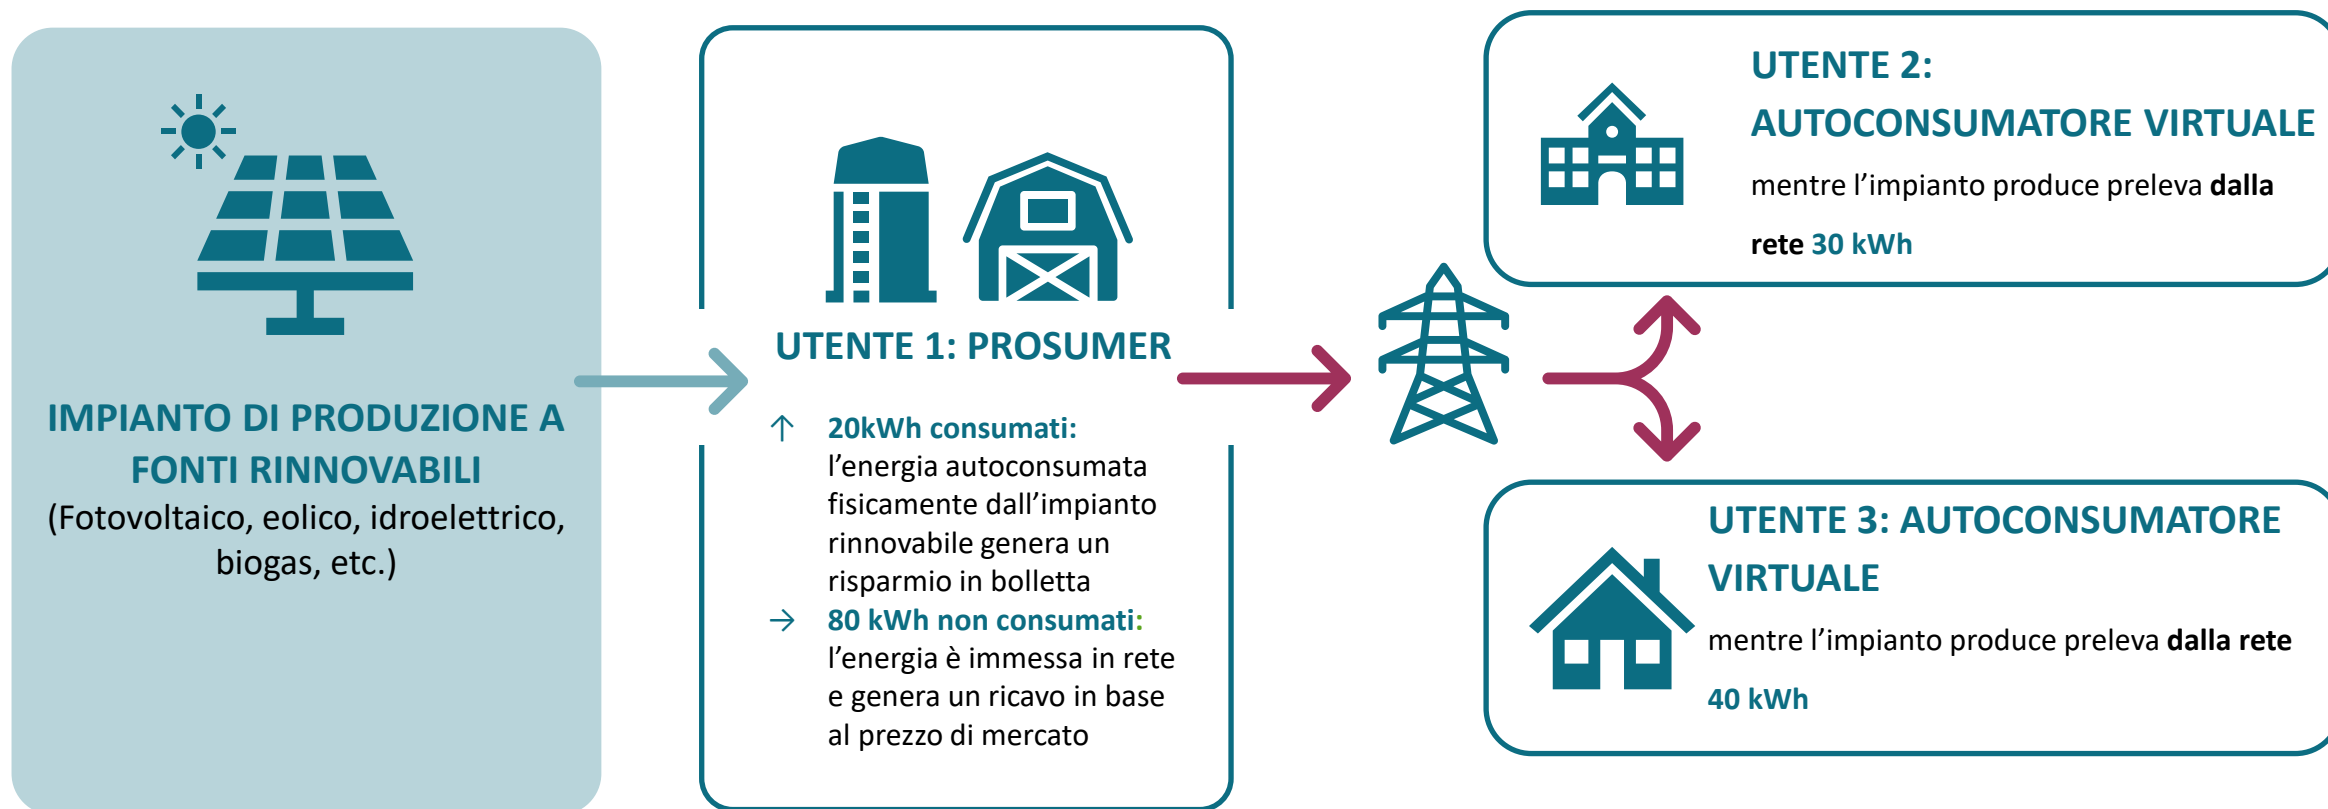 IMPIANTO DI PRODUZIONE A
FONTI RINNOVABILI
(Fotovoltaico, eolico, idroelettrico,
biogas, etc.)
UTENTE 1: PROSUMER
↑ 20kWh consumati:
l’energia autoconsumata
fisicamente dall’impianto
rinnovabile genera un
risparmio in bolletta
→ 80 kWh non consumati:
l’energia è immessa in rete
e genera un ricavo in base
al prezzo di mercato
UTENTE 2:
AUTOCONSUMATORE VIRTUALE
mentre l’impianto produce preleva dalla
rete 30 kWh
UTENTE 3: AUTOCONSUMATORE
VIRTUALE
mentre l’impianto produce preleva dalla rete
40 kWh